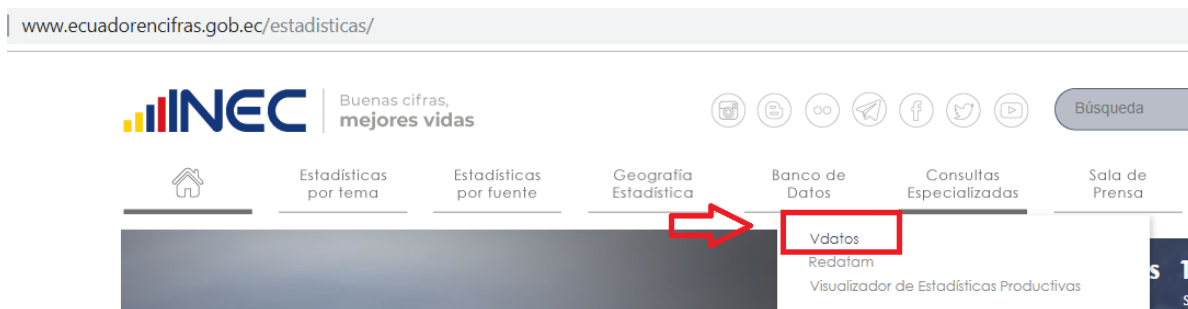 www.ecuadorencifras.gob.ec/estadisticas/
INEC
Buenas cifras,
mejores vidas
Búsqueda
Estadísticas
por tema
Estadísticas
por fuente
Geografía
Estadística
Banco de
Datos
Consultas
Especializadas
Sala de
Prensa
Vdatos
Redatam
Visualizador de Estadísticas Productivas